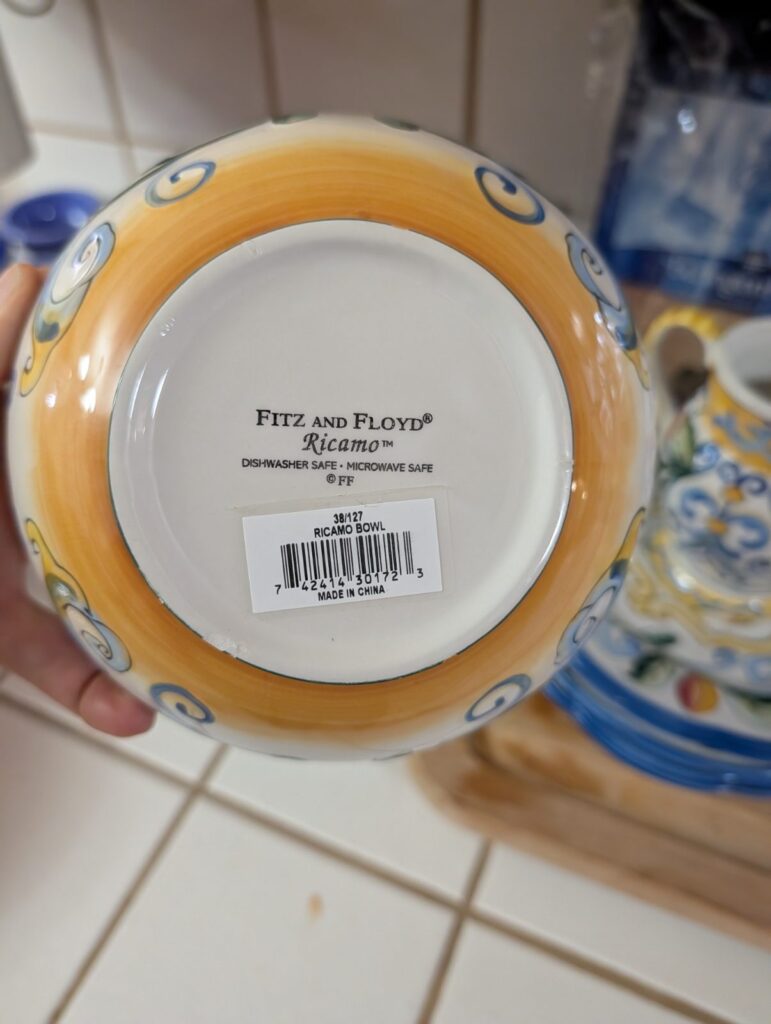 FITZ AND FLOYD®
Ricamo™
DISHWASHER SAFE • MICROWAVE SAFE
© FF
38/127
RICAMO BOWL
7 42414 30172 3
MADE IN CHINA